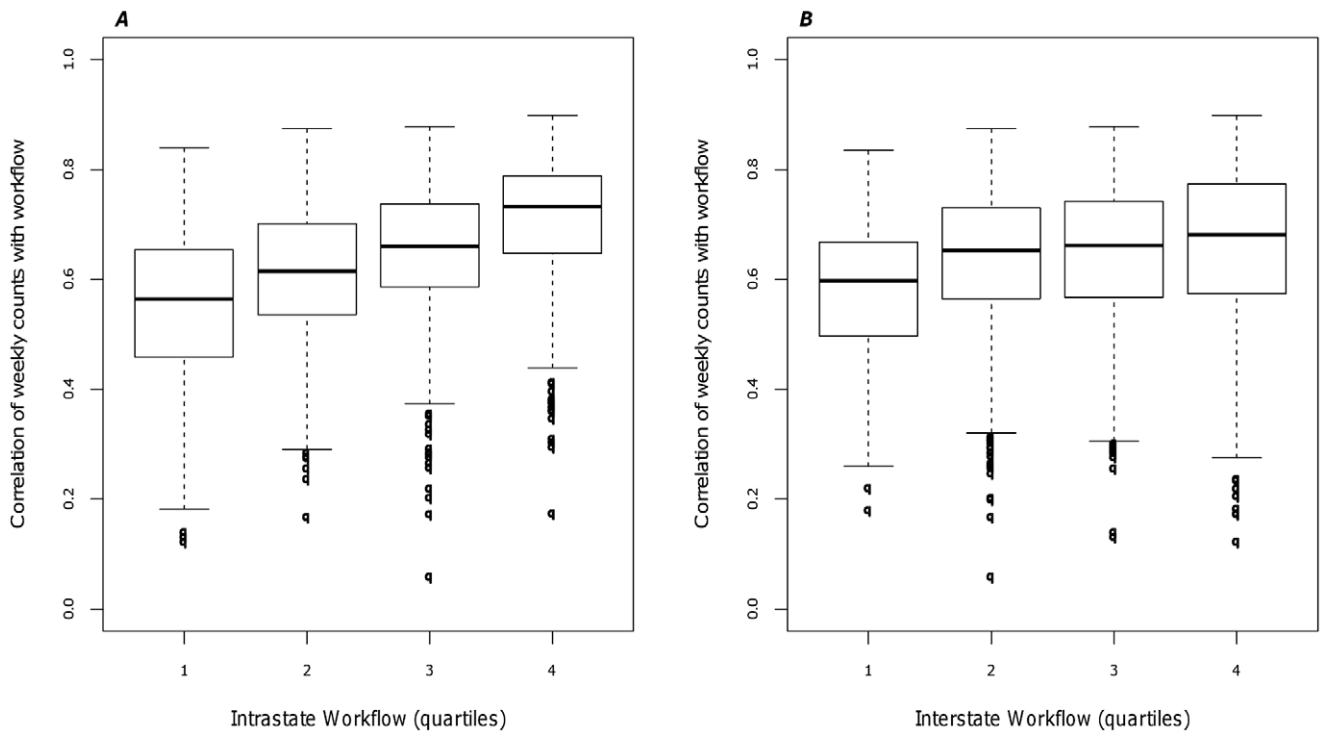 A
Correlation of weekly counts with workflow
1.0
0.8
0.6
0.4
0.2
0.0
1 2 3 4
Intrastate Workflow (quartiles)
B
Correlation of weekly counts with workflow
1.0
0.8
0.6
0.4
0.2
0.0
1 2 3 4
Interstate Workflow (quartiles)